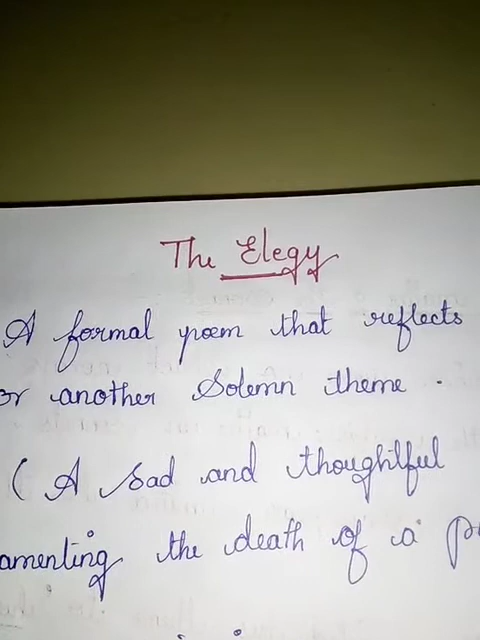 The Elegy
A formal poem that reflects
or another Solemn theme .
( A sad and thoughtful
amenting the death of a